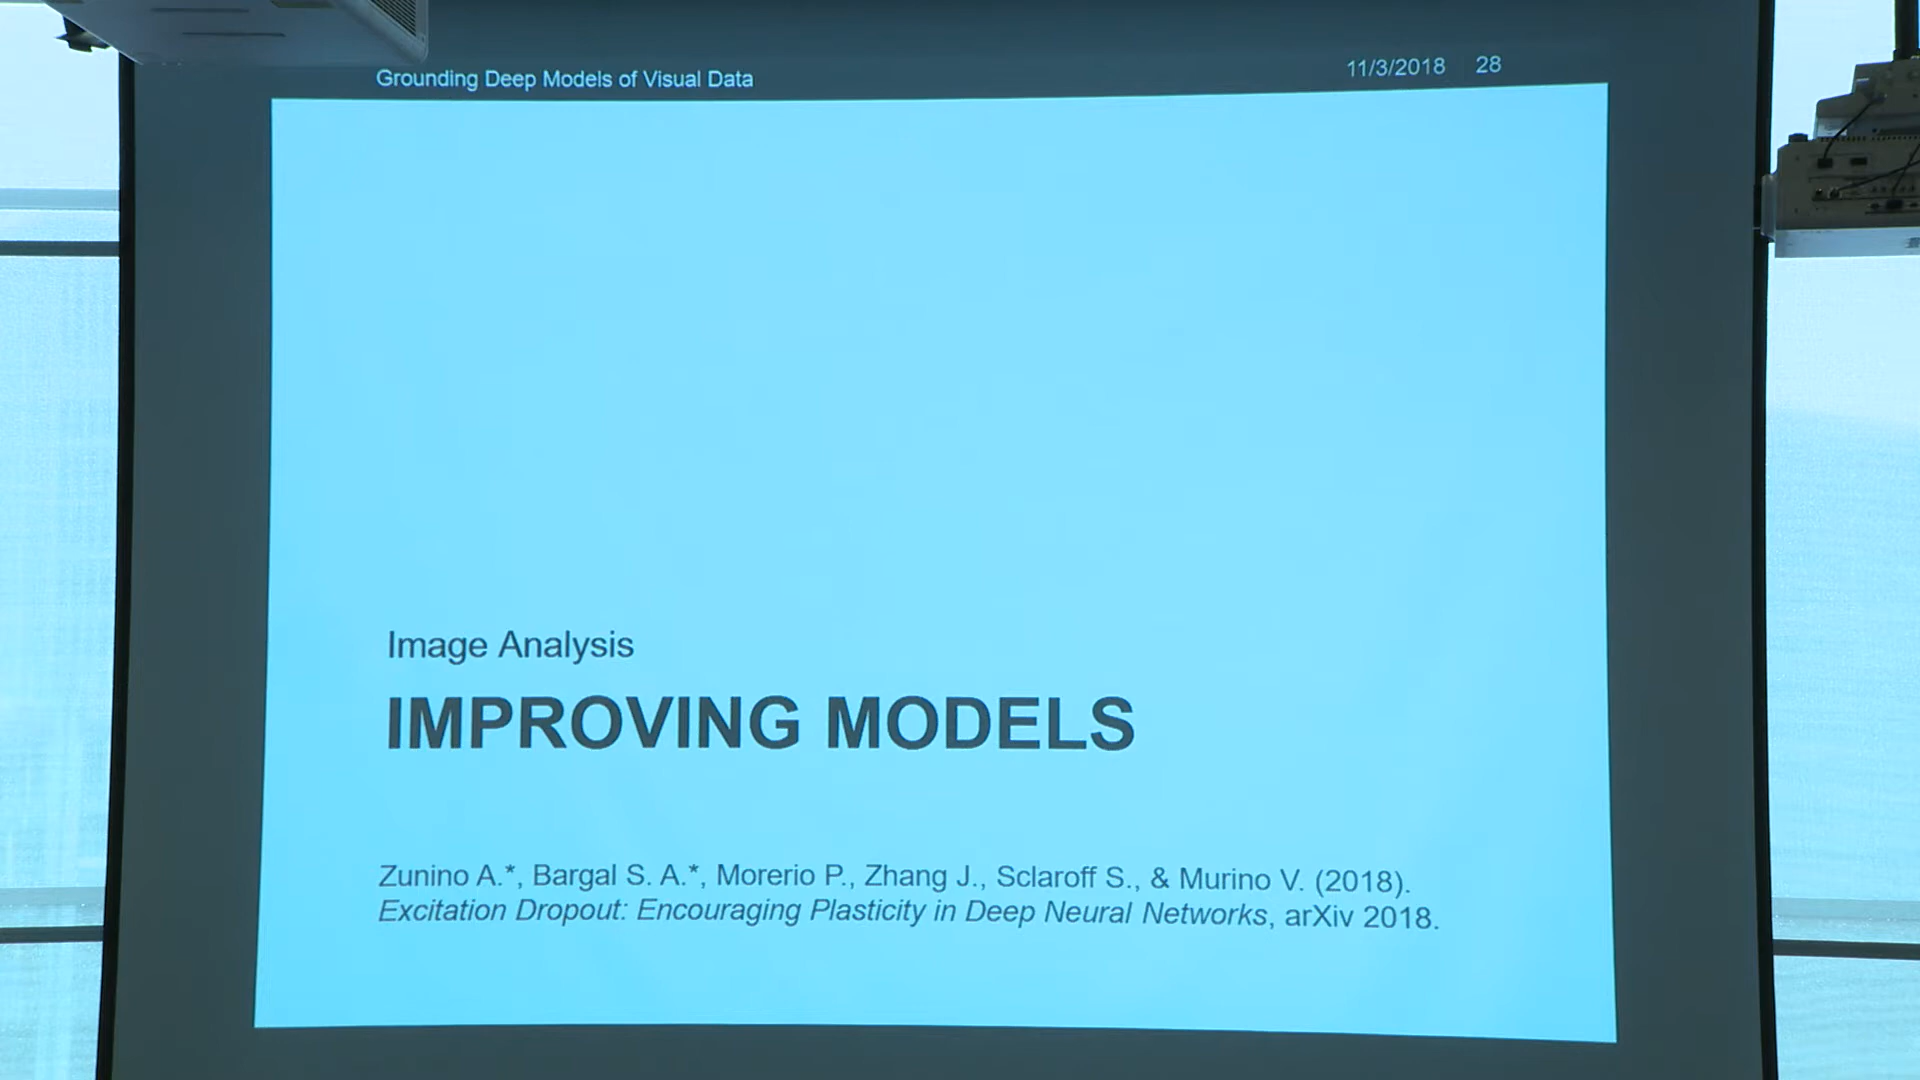 Grounding Deep Models of Visual Data
11/3/2018 28
Image Analysis
IMPROVING MODELS
Zunino A.*, Bargal S. A.*, Morerio P., Zhang J., Sclaroff S., & Murino V. (2018).
Excitation Dropout: Encouraging Plasticity in Deep Neural Networks, arXiv 2018.